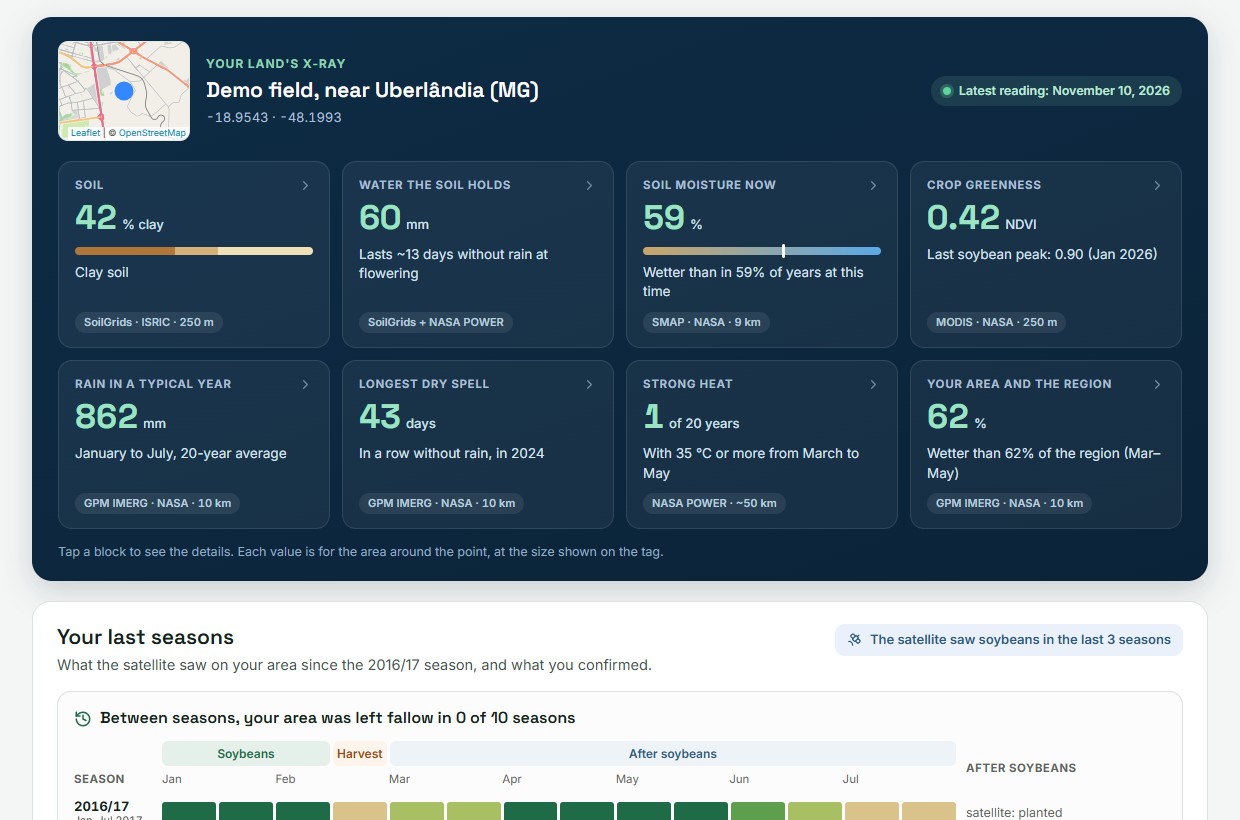 YOUR LAND'S X-RAY
Demo field, near Uberlândia (MG)
-18.9543 · -48.1993
Leaflet | © OpenStreetMap
Latest reading: November 10, 2026
SOIL
42 % clay
Clay soil
SoilGrids · ISRIC · 250 m
WATER THE SOIL HOLDS
60 mm
Lasts ~13 days without rain at
flowering
SoilGrids + NASA POWER
SOIL MOISTURE NOW
59 %
Wetter than in 59% of years at this
time
SMAP · NASA · 9 km
CROP GREENNESS
0.42 NDVI
Last soybean peak: 0.90 (Jan 2026)
MODIS · NASA · 250 m
RAIN IN A TYPICAL YEAR
862 mm
January to July, 20-year average
GPM IMERG · NASA · 10 km
LONGEST DRY SPELL
43 days
In a row without rain, in 2024
GPM IMERG · NASA · 10 km
STRONG HEAT
1 of 20 years
With 35 °C or more from March to
May
NASA POWER · ~50 km
YOUR AREA AND THE REGION
62 %
Wetter than 62% of the region (Mar–
May)
GPM IMERG · NASA · 10 km
Tap a block to see the details. Each value is for the area around the point, at the size shown on the tag.
Your last seasons
What the satellite saw on your area since the 2016/17 season, and what you confirmed.
The satellite saw soybeans in the last 3 seasons
Between seasons, your area was left fallow in 0 of 10 seasons
Soybeans Harvest After soybeans
SEASON Jan Feb Mar Apr May Jun Jul AFTER SOYBEANS
2016/17
Jan-Jul 2017
satellite: planted